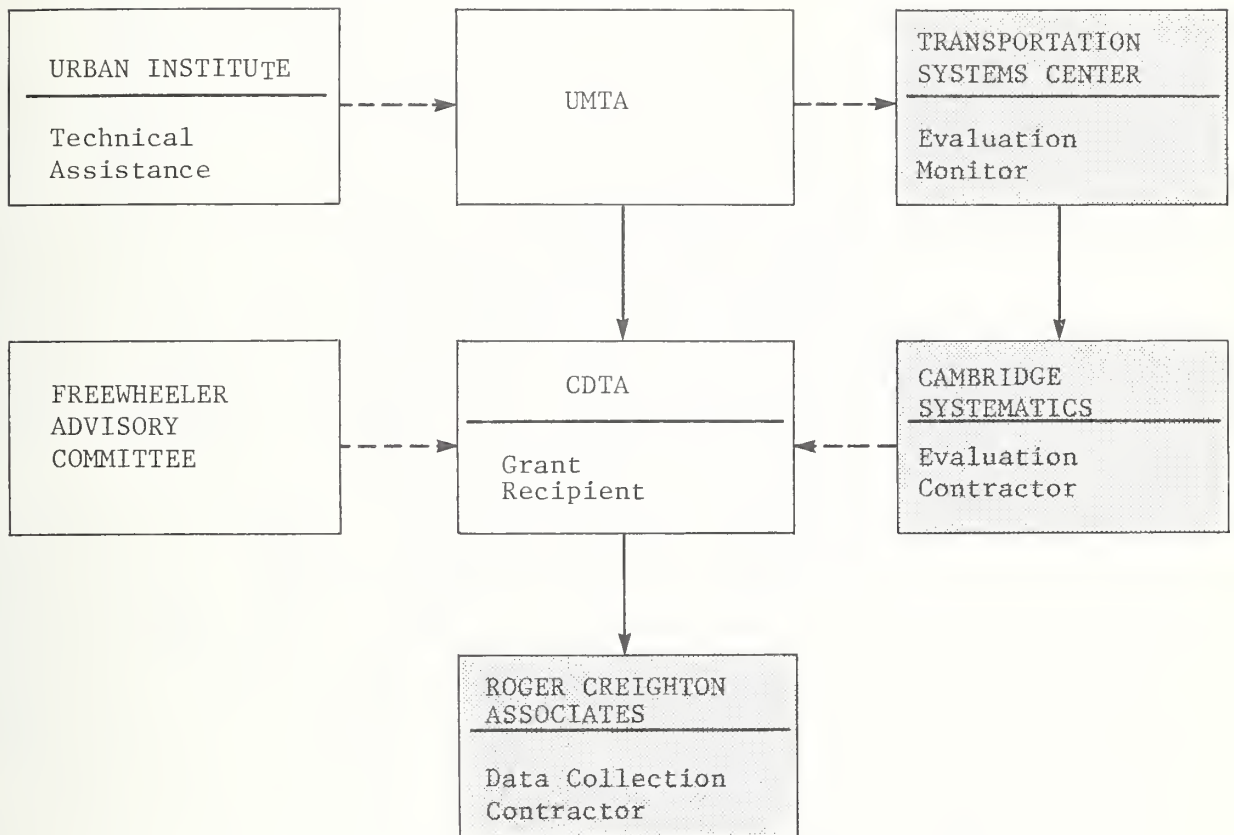 URBAN INSTITUTE
Technical
Assistance
UMTA
TRANSPORTATION
SYSTEMS CENTER
Evaluation
Monitor
FREEWHEELER
ADVISORY
COMMITTEE
CDTA
Grant
Recipient
CAMBRIDGE
SYSTEMATICS
Evaluation
Contractor
ROGER CREIGHTON
ASSOCIATES
Data Collection
Contractor